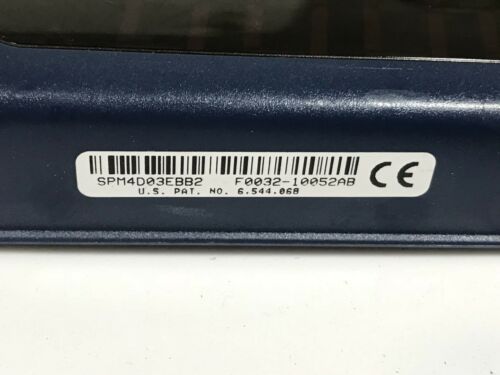 SPM4D03EBB2 F0032-10052AB CE
U.S. PAT. NO. 6,544,068